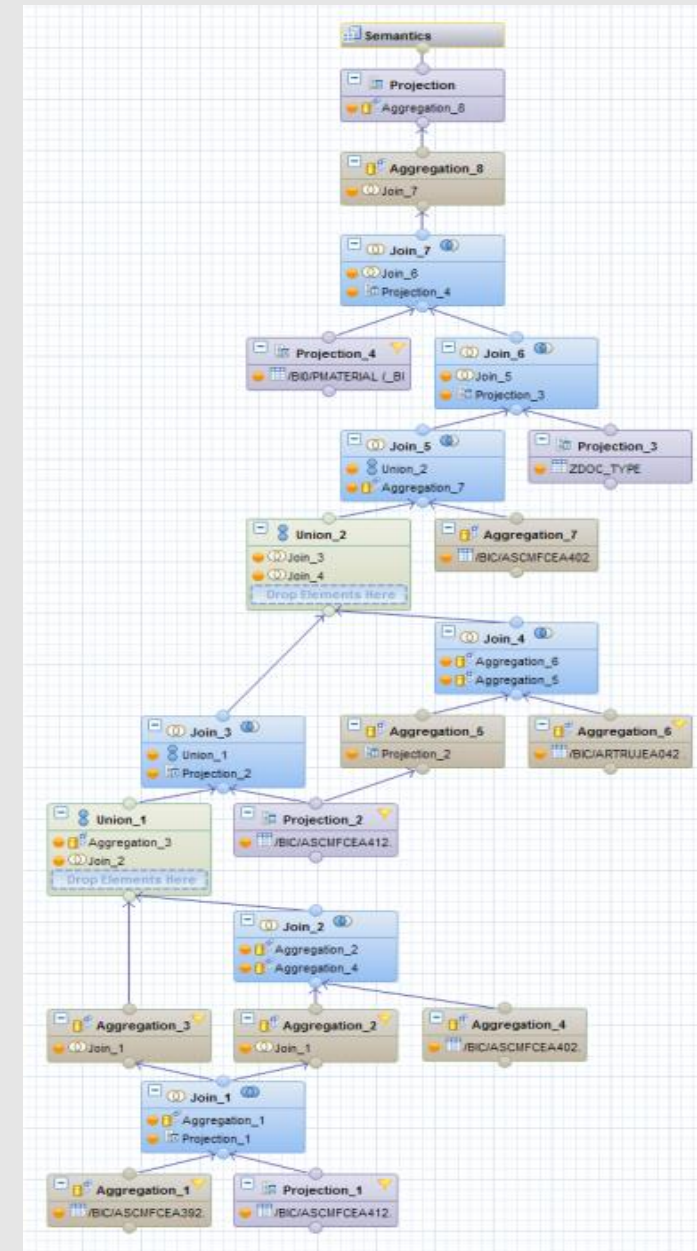 Semantics
Projection
Aggregation_8
Aggregation_8
Join_7
Join_7
Join_6
Projection_4
Projection_4
/BI0/PMATERIAL (_BI
Join_6
Join_5
Projection_3
Join_5
Union_2
Aggregation_7
Projection_3
ZDOC_TYPE
Union_2
Join_3
Join_4
Drop Elements Here
Aggregation_7
/BIC/ASCMFCEA402
Join_4
Aggregation_6
Aggregation_5
Join_3
Union_1
Projection_2
Aggregation_5
Projection_2
Aggregation_6
/BIC/ARTRUJEA042
Union_1
Aggregation_3
Join_2
Drop Elements Here
Projection_2
/BIC/ASCMFCEA412.
Join_2
Aggregation_2
Aggregation_4
Aggregation_3
Join_1
Aggregation_2
Join_1
Aggregation_4
/BIC/ASCMFCEA402.
Join_1
Aggregation_1
Projection_1
Aggregation_1
/BIC/ASCMFCEA392.
Projection_1
/BIC/ASCMFCEA412.